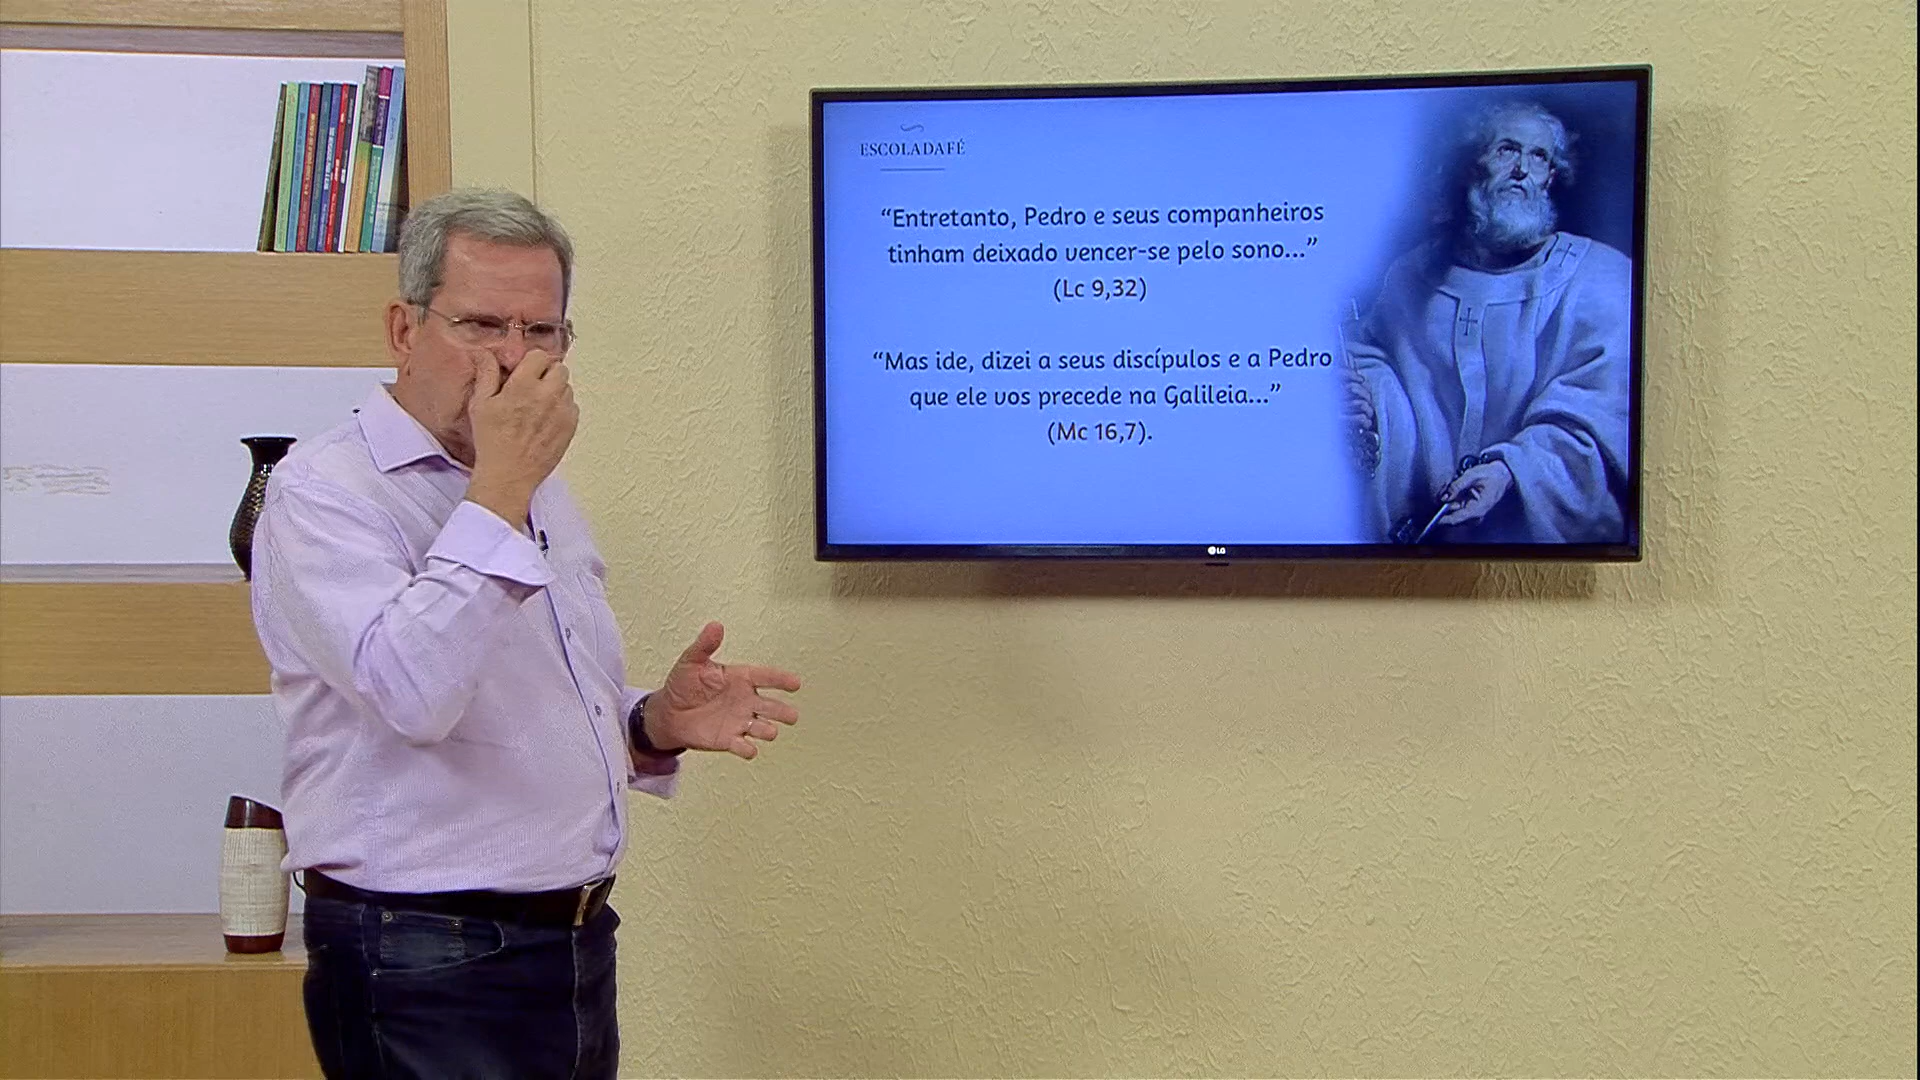 ESCOLADAFÉ
“Entretanto, Pedro e seus companheiros
tinham deixado vencer-se pelo sono...”
(Lc 9,32)
“Mas ide, dizei a seus discípulos e a Pedro
que ele vos precede na Galileia...”
(Mc 16,7).
LG